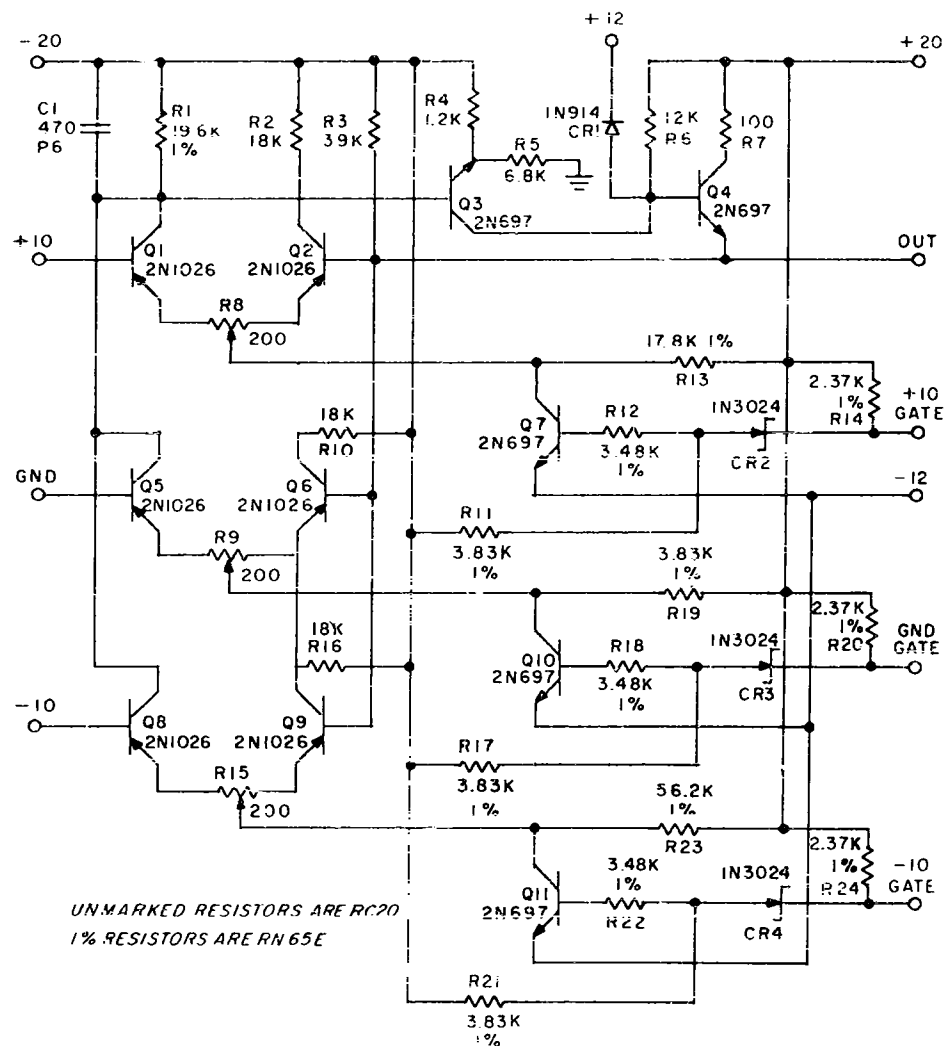 -20
+12
+20
C1
470
P6
R1
19.6K
1%
R2
18K
R3
39K
R4
1.2K
R5
6.8K
1N914
CR1
12K
R6
100
R7
Q3
2N697
Q4
2N697
+10
Q1
2N1026
Q2
2N1026
OUT
R8
200
17.8K 1%
R13
2.37K
1%
R14
+10
GATE
18K
R10
Q7
2N697
R12
3.48K
1%
1N3024
CR2
GND
Q5
2N1026
Q6
2N1026
-12
R11
3.83K
1%
R9
200
3.83K
1%
R19
2.37K
1%
R20
GND
GATE
18K
R16
Q10
2N697
R18
3.48K
1%
1N3024
CR3
-10
Q8
2N1026
Q9
2N1026
R17
3.83K
1%
R15
200
56.2K
1%
R23
2.37K
1%
R24
-10
GATE
Q11
2N697
3.48K
1%
R22
1N3024
CR4
UNMARKED RESISTORS ARE RC20
1% RESISTORS ARE RN 65E
R21
3.83K
1%